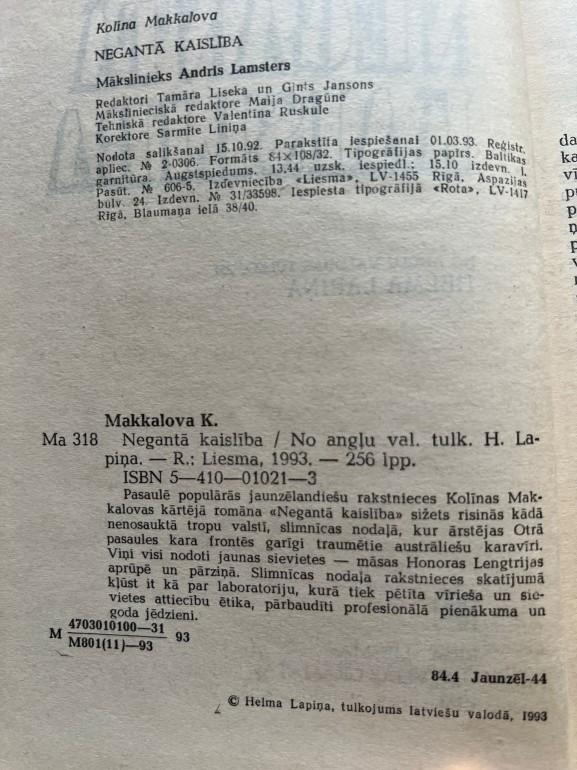 Kolīna Makkalova
NEGANTĀ KAISLĪBA
Mākslinieks Andris Lamsters
Redaktori Tamāra Liseka un Gints Jansons
Mākslinieciskā redaktore Maija Dragūne
Tehniskā redaktore Valentīna Ruskule
Korektore Sarmīte Liniņa
Nodota salikšanai 15.10.92. Parakstīta iespiešanai 01.03.93. Reģistr.
apliec. № 2-0306. Formāts 84×108/32. Tipogrāfijas papīrs. Baltikas
garnitūra. Augstspiedums. 13,44 uzsk. iespiedl.; 15,10 izdevn. l.
Pasūt. № 606-5. Izdevniecība «Liesma», LV-1455 Rīgā, Aspazijas
bulv. 24. Izdevn. № 31/33598. Iespiesta tipogrāfijā «Rota», LV-1417
Rīgā, Blaumaņa ielā 38/40.
Makkalova K.
Ma 318 Negantā kaislība / No angļu val. tulk. H. La-
piņa. — R.: Liesma, 1993. — 256 lpp.
ISBN 5—410—01021—3
Pasaulē populārās jaunzēlandiešu rakstnieces Kolīnas Mak-
kalovas kārtējā romāna «Negantā kaislība» sižets risinās kādā
nenosauktā tropu valstī, slimnīcas nodaļā, kur ārstējas Otrā
pasaules kara frontēs garīgi traumētie austrāliešu karavīri.
Viņi visi nodoti jaunas sievietes — māsas Honoras Lengtrijas
aprūpē un pārziņā. Slimnīcas nodaļa rakstnieces skatījumā
kļūst it kā par laboratoriju, kurā tiek pētīta vīrieša un sie-
vietes attiecību ētika, pārbaudīti profesionālā pienākuma un
goda jēdzieni.
M 4703010100—31 93
M801(11)—93
84.4 Jaunzēl-44
© Helma Lapiņa, tulkojums latviešu valodā, 1993